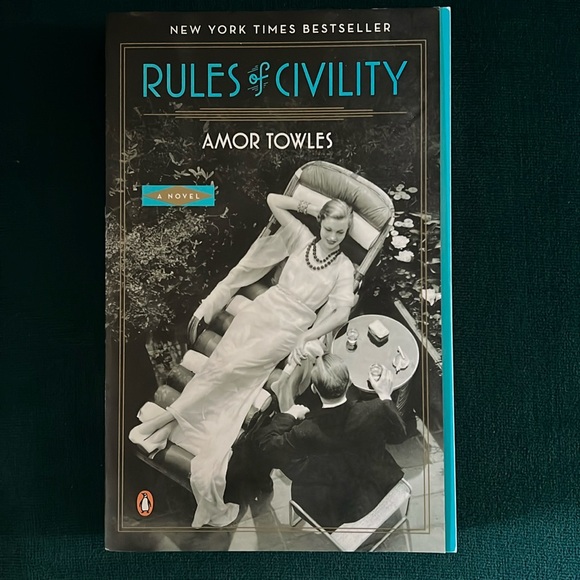 NEW YORK TIMES BESTSELLER
RULES of CIVILITY
AMOR TOWLES
A NOVEL